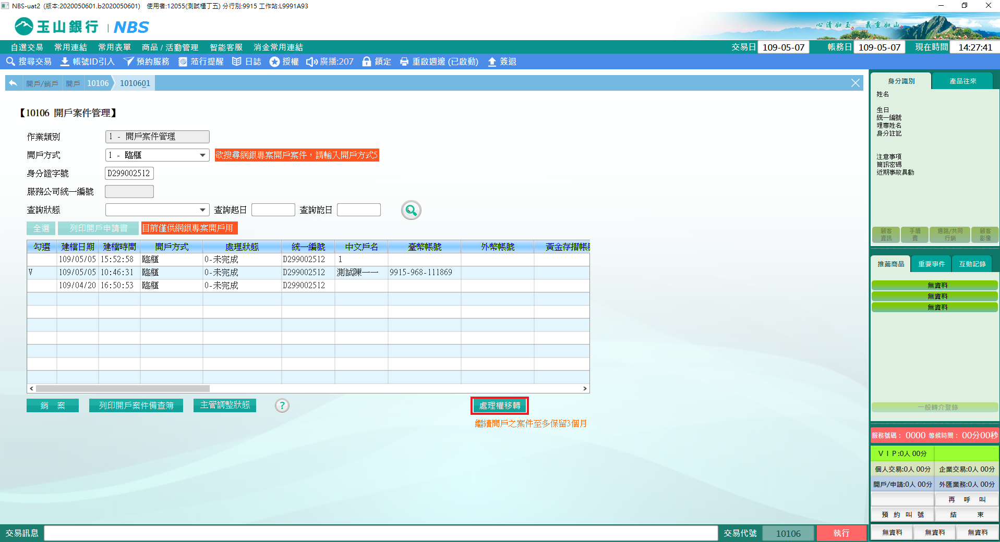 NBS-uat2 (版本:2020050601.b2020050601) 使用者:12055(測試櫃丁五) 分行別:9915 工作站:L9991A93
玉山銀行 | NBS
心清如玉。 義重如山。
自選交易 常用連結 常用表單 商品 / 活動管理 智能客服 消金常用連結 交易日 109-05-07 帳務日 109-05-07 現在時間 14:27:41
搜尋交易 帳號ID引入 預約服務 蒞行提醒 日誌 授權 廣播:207 鎖定 重啟週邊 (已啟動) 簽退
開戶/銷戶 開戶 10106 1010601
【10106 開戶案件管理】
作業類別 1 - 開戶案件管理
開戶方式 1 - 臨櫃 欲搜尋網銀專案開戶案件，請輸入開戶方式5
身分證字號 D299002512
服務公司統一編號
查詢狀態 查詢起日 查詢訖日
全選 列印開戶申請書 目前僅供網銀專案開戶用
勾選 建檔日期 建檔時間 開戶方式 處理狀態 統一編號 中文戶名 臺幣帳號 外幣帳號 黃金存摺帳
109/05/05 15:52:58 臨櫃 0-未完成 D299002512 1
V 109/05/05 10:46:31 臨櫃 0-未完成 D299002512 測試陳一一 9915-968-111869
109/04/20 16:50:53 臨櫃 0-未完成 D299002512
銷 案 列印開戶案件備查簿 主管調整狀態 ? 處理權移轉
繼續開戶之案件至多保留3個月
身分識別 產品往來
姓名
生日
統一編號
理專姓名
身分註記
注意事項
簡訊密碼
近期事故異動
顧客資訊 手續費 通路/共同行銷 顧客影像
推薦商品 重要事件 互動記錄
無資料
無資料
無資料
一般轉介登錄
服務號碼： 0000 等候時間： 00分00秒
ＶＩＰ:0人 00分
個人交易:0人 00分 企業交易:0人 00分
開戶/申請:0人 00分 外匯業務:0人 00分
再 呼 叫
預 約 叫 號 結 束
無資料 無資料 無資料
交易訊息 交易代號 10106 執行